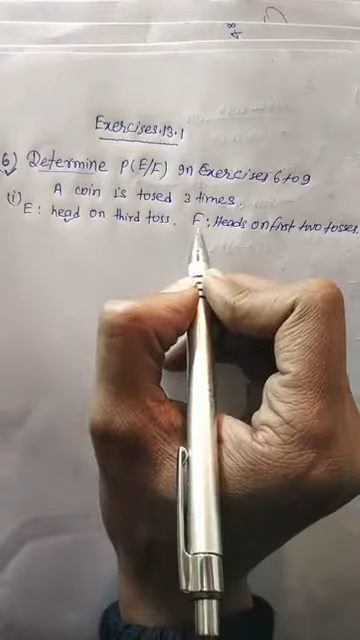 Exercises.13.1
6) Determine P(E/F) in Exercises 6 to 9
A coin is tosed 3 times.
(i) E: head on third toss. F: Heads on first two tosses.